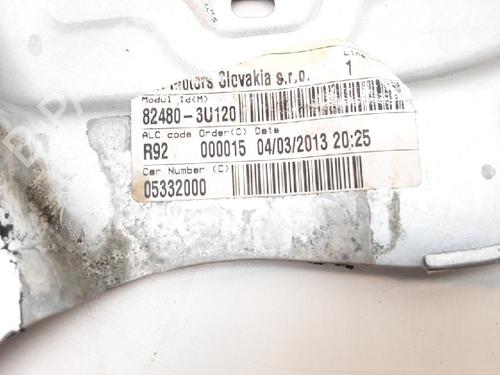 Motors Slovakia s.r.o.
Line
1
Modul Id(M)
82480-3U120
ALC code Order(C) Date
R92 000015 04/03/2013 20:25
Car Number (C)
05332000